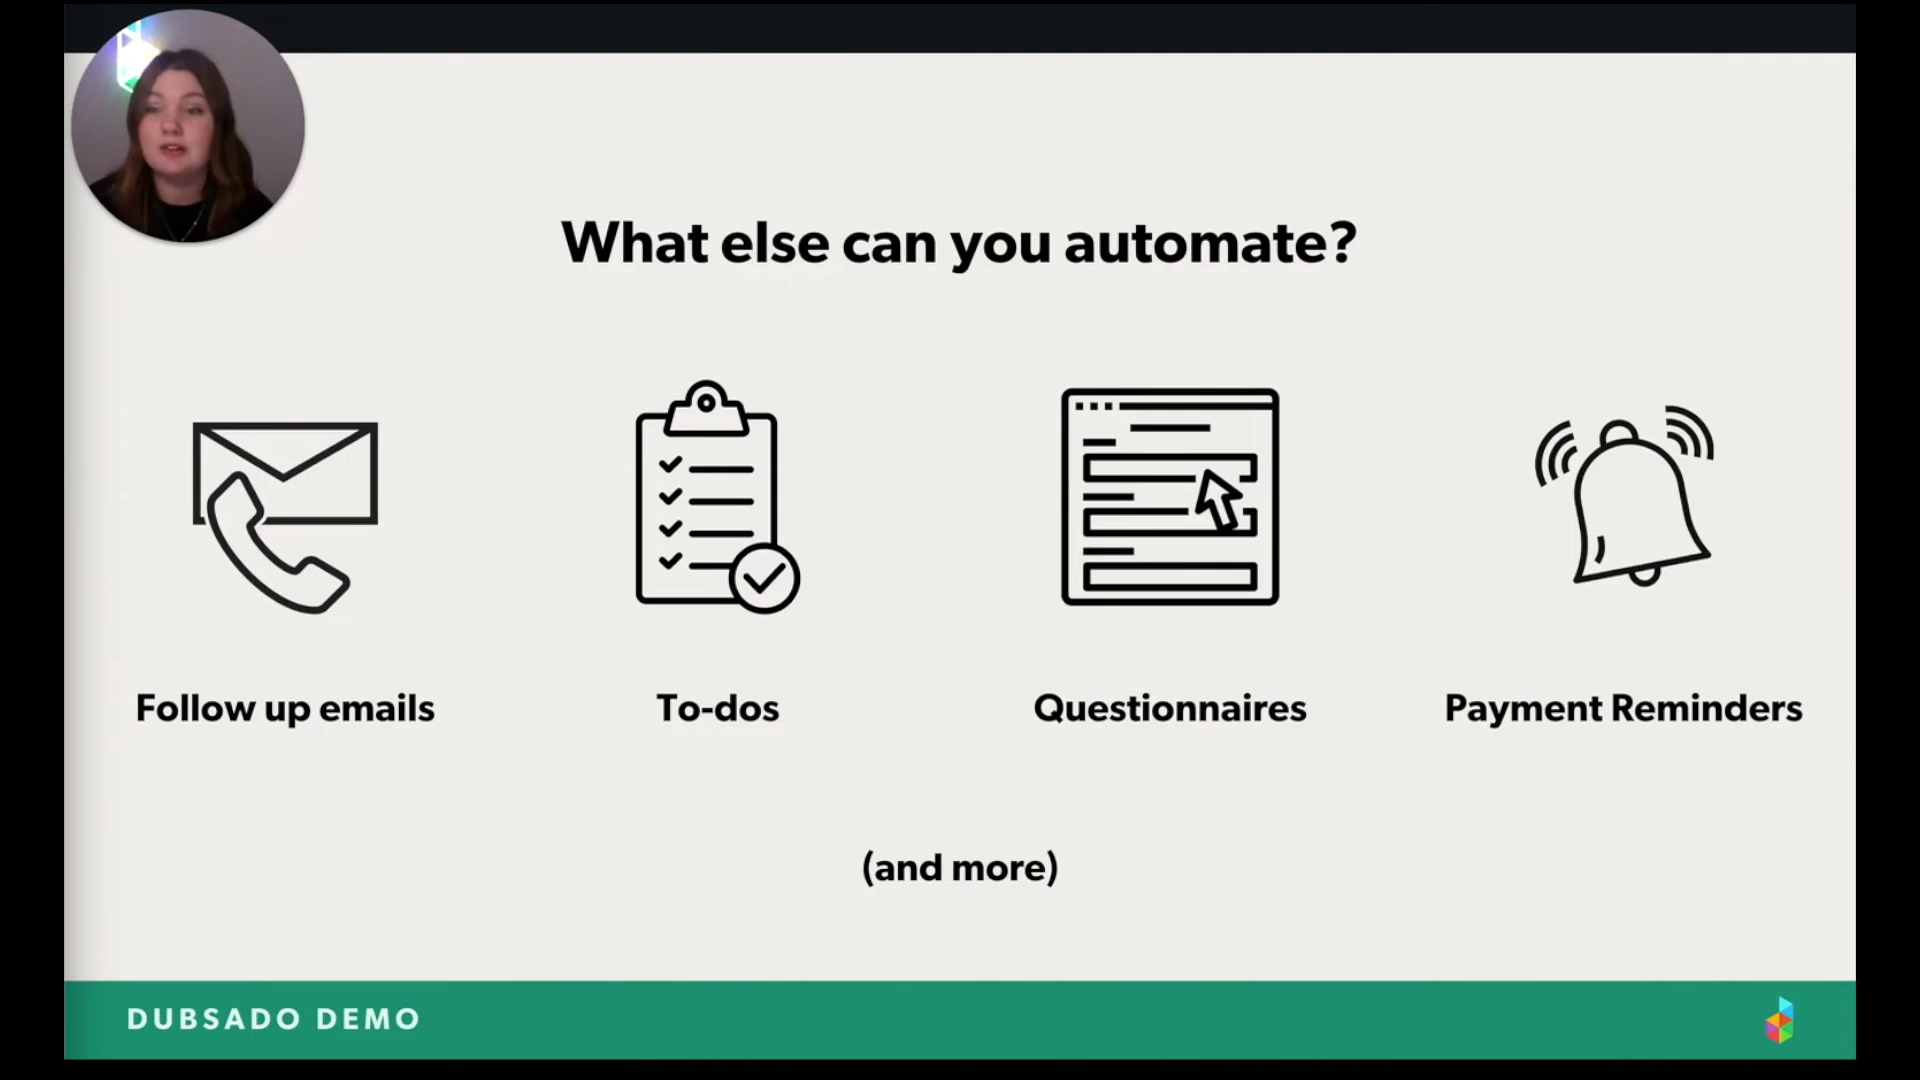 What else can you automate?
Follow up emails
To-dos
Questionnaires
Payment Reminders
(and more)
DUBSADO DEMO